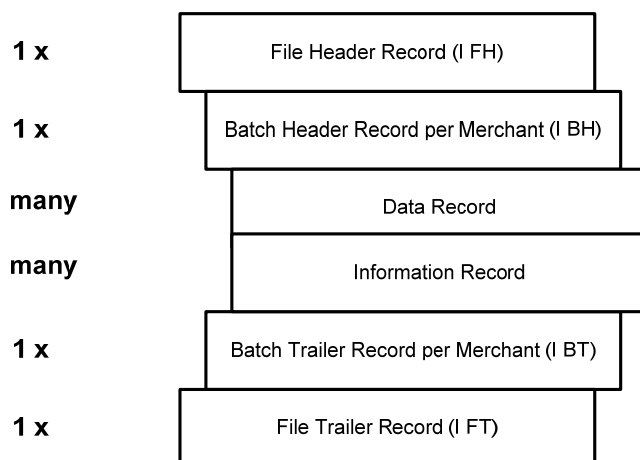 1 x File Header Record (I FH)
1 x Batch Header Record per Merchant (I BH)
many Data Record
many Information Record
1 x Batch Trailer Record per Merchant (I BT)
1 x File Trailer Record (I FT)